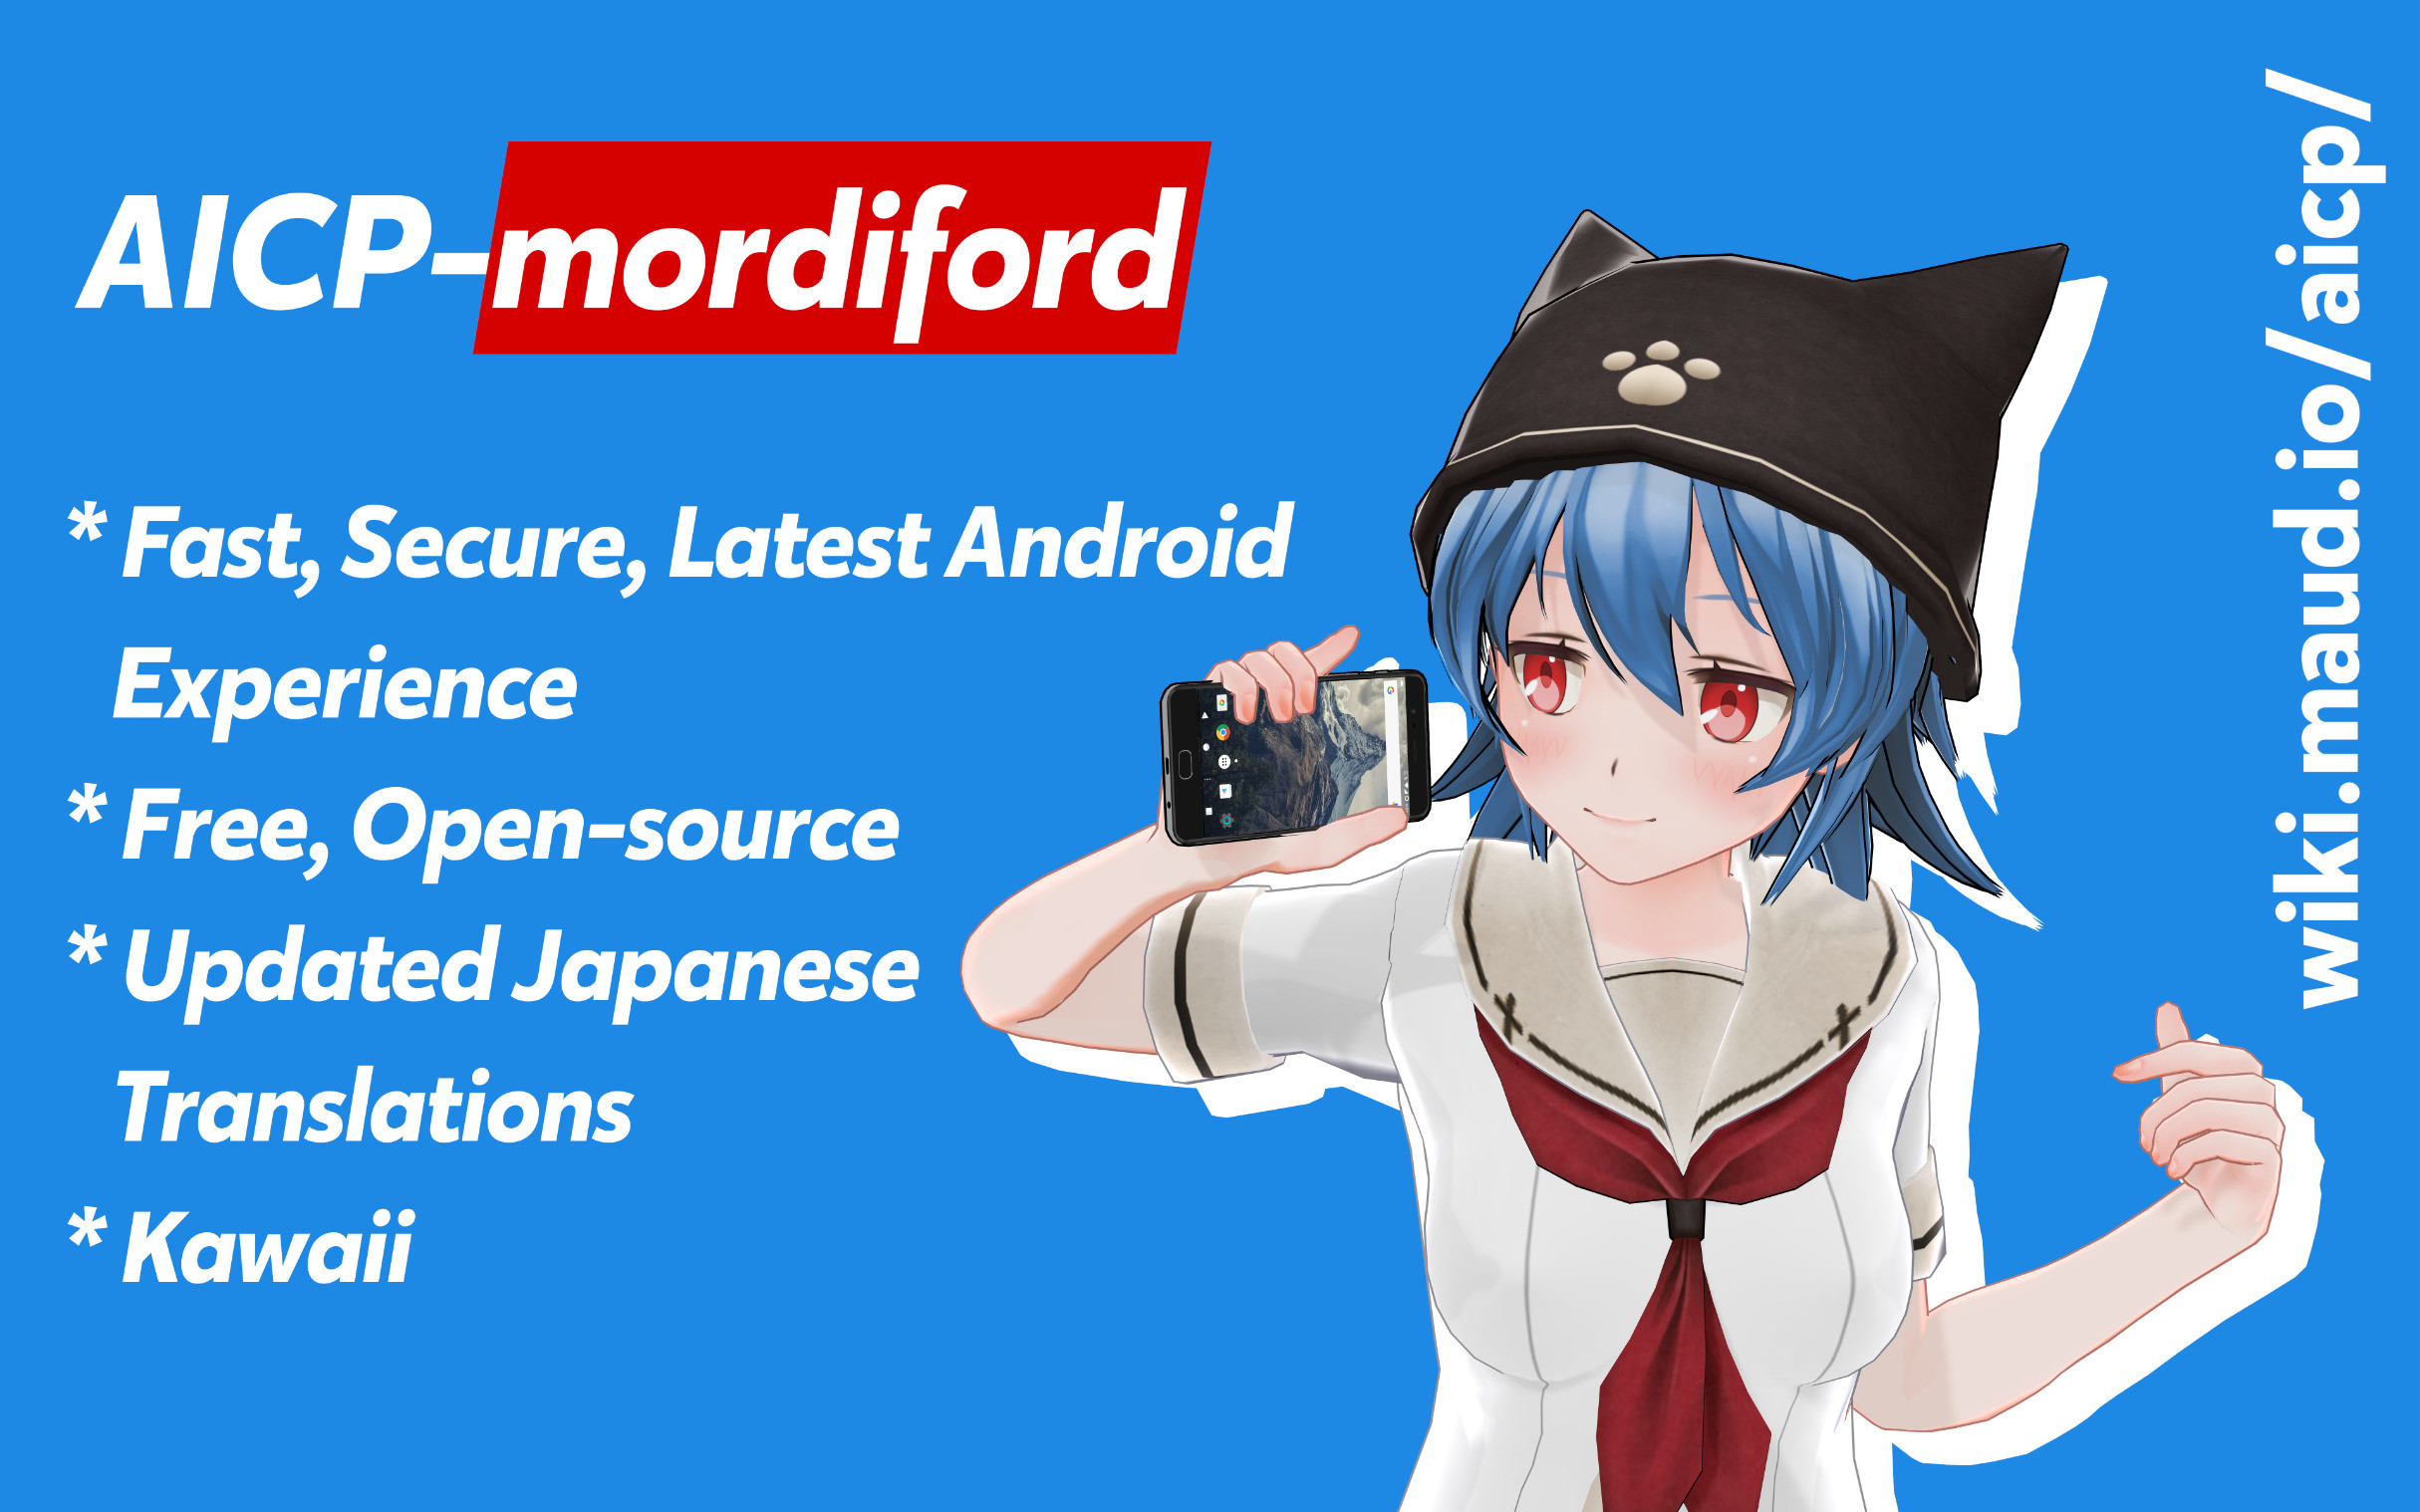 AICP-mordiford
* Fast, Secure, Latest Android
Experience
* Free, Open-source
* Updated Japanese
Translations
* Kawaii
wiki.maud.io/aicp/